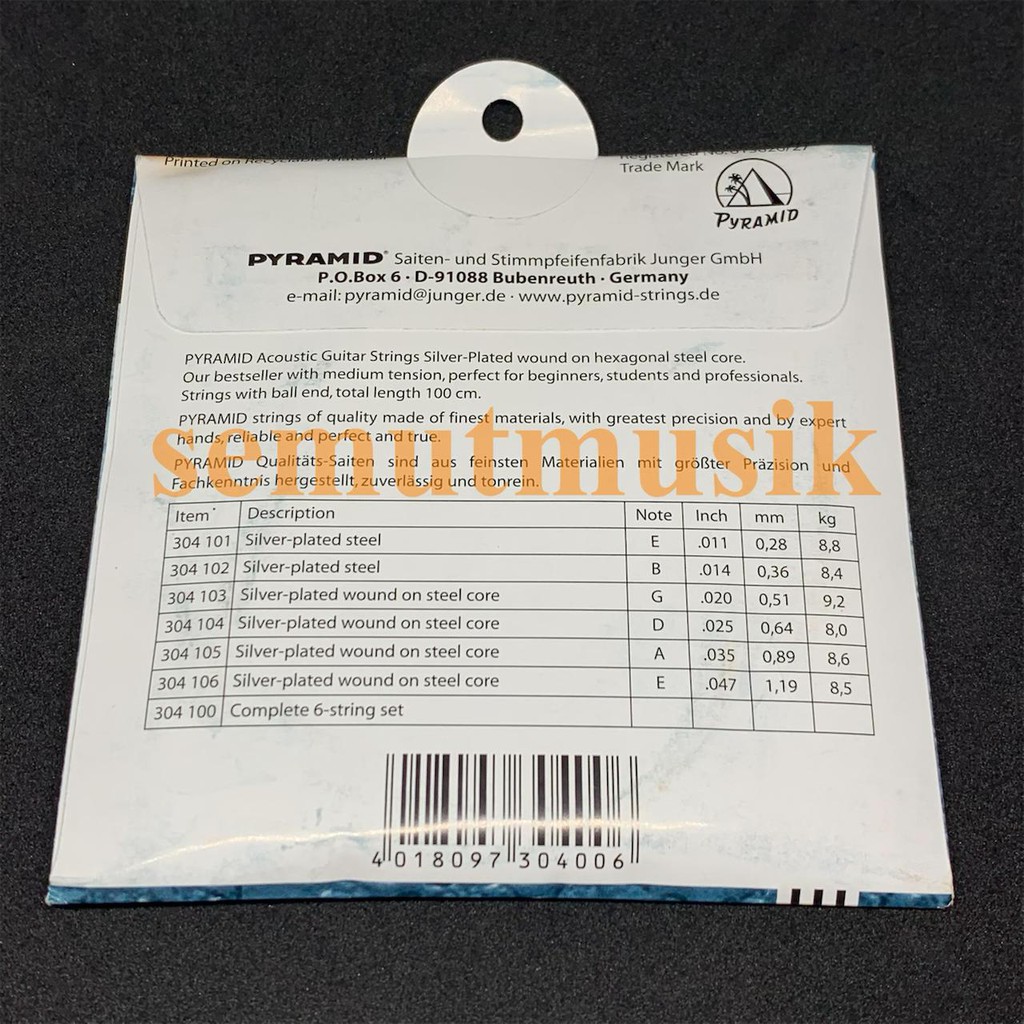 Printed on
Trade Mark
PYRAMID
PYRAMID® Saiten- und Stimmpfeifenfabrik Junger GmbH
P.O.Box 6 · D-91088 Bubenreuth · Germany
e-mail: pyramid@junger.de · www.pyramid-strings.de
PYRAMID Acoustic Guitar Strings Silver-Plated wound on hexagonal steel core.
Our bestseller with medium tension, perfect for beginners, students and professionals.
Strings with ball end, total length 100 cm.
PYRAMID strings of quality made of finest materials, with greatest precision and by expert
hands, reliable and perfect and true.
semutmusik
PYRAMID Qualitäts-Saiten sind aus feinsten Materialien mit größter Präzision und
Fachkenntnis hergestellt, zuverlässig und tonrein.
Item* Description Note Inch mm kg
304 101 Silver-plated steel E .011 0,28 8,8
304 102 Silver-plated steel B .014 0,36 8,4
304 103 Silver-plated wound on steel core G .020 0,51 9,2
304 104 Silver-plated wound on steel core D .025 0,64 8,0
304 105 Silver-plated wound on steel core A .035 0,89 8,6
304 106 Silver-plated wound on steel core E .047 1,19 8,5
304 100 Complete 6-string set
4 018097 304006